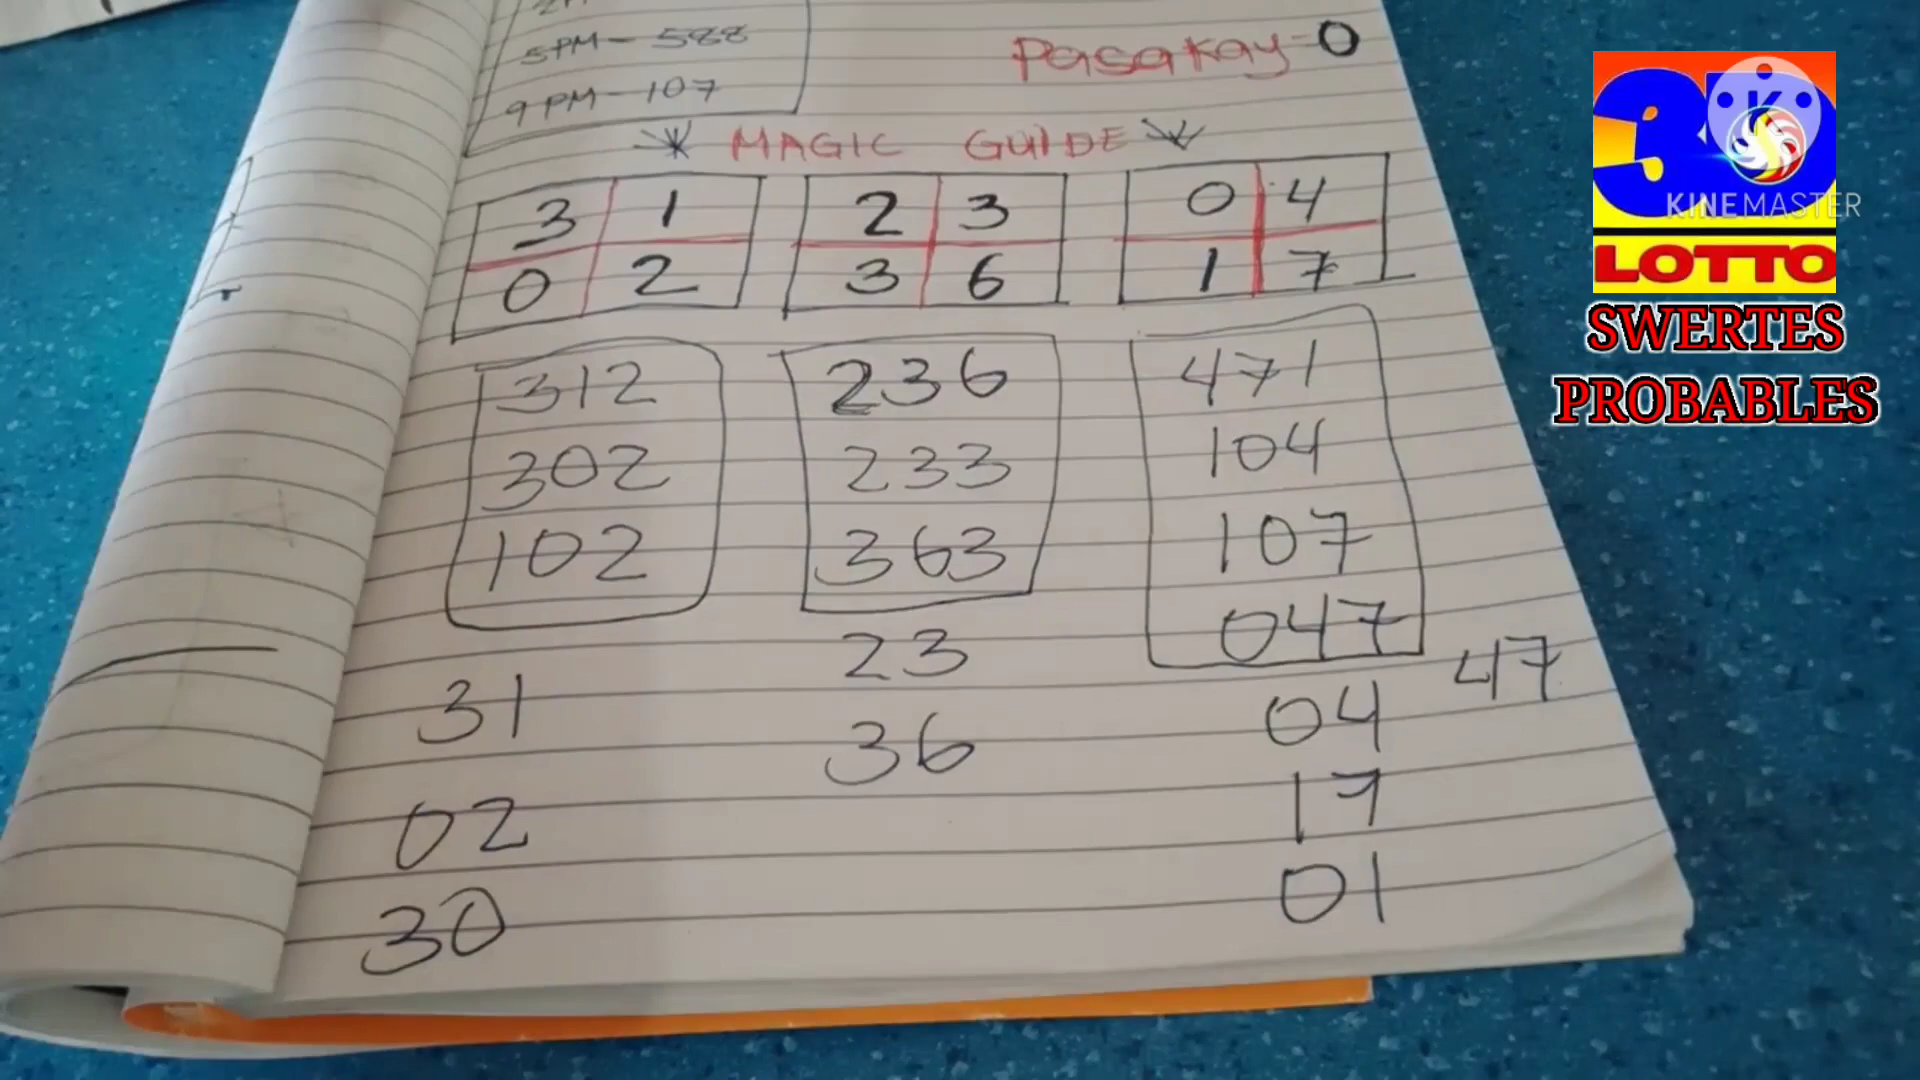 5PM - 588
9PM - 107
Pasakay - 0
MAGIC GUIDE
3 1 2 3 0 4
0 2 3 6 1 7
312 236 471
302 233 104
102 363 107
047
31 23 04 47
02 36 17
30 01
3D
K
KINEMASTER
LOTTO
SWERTES
PROBABLES